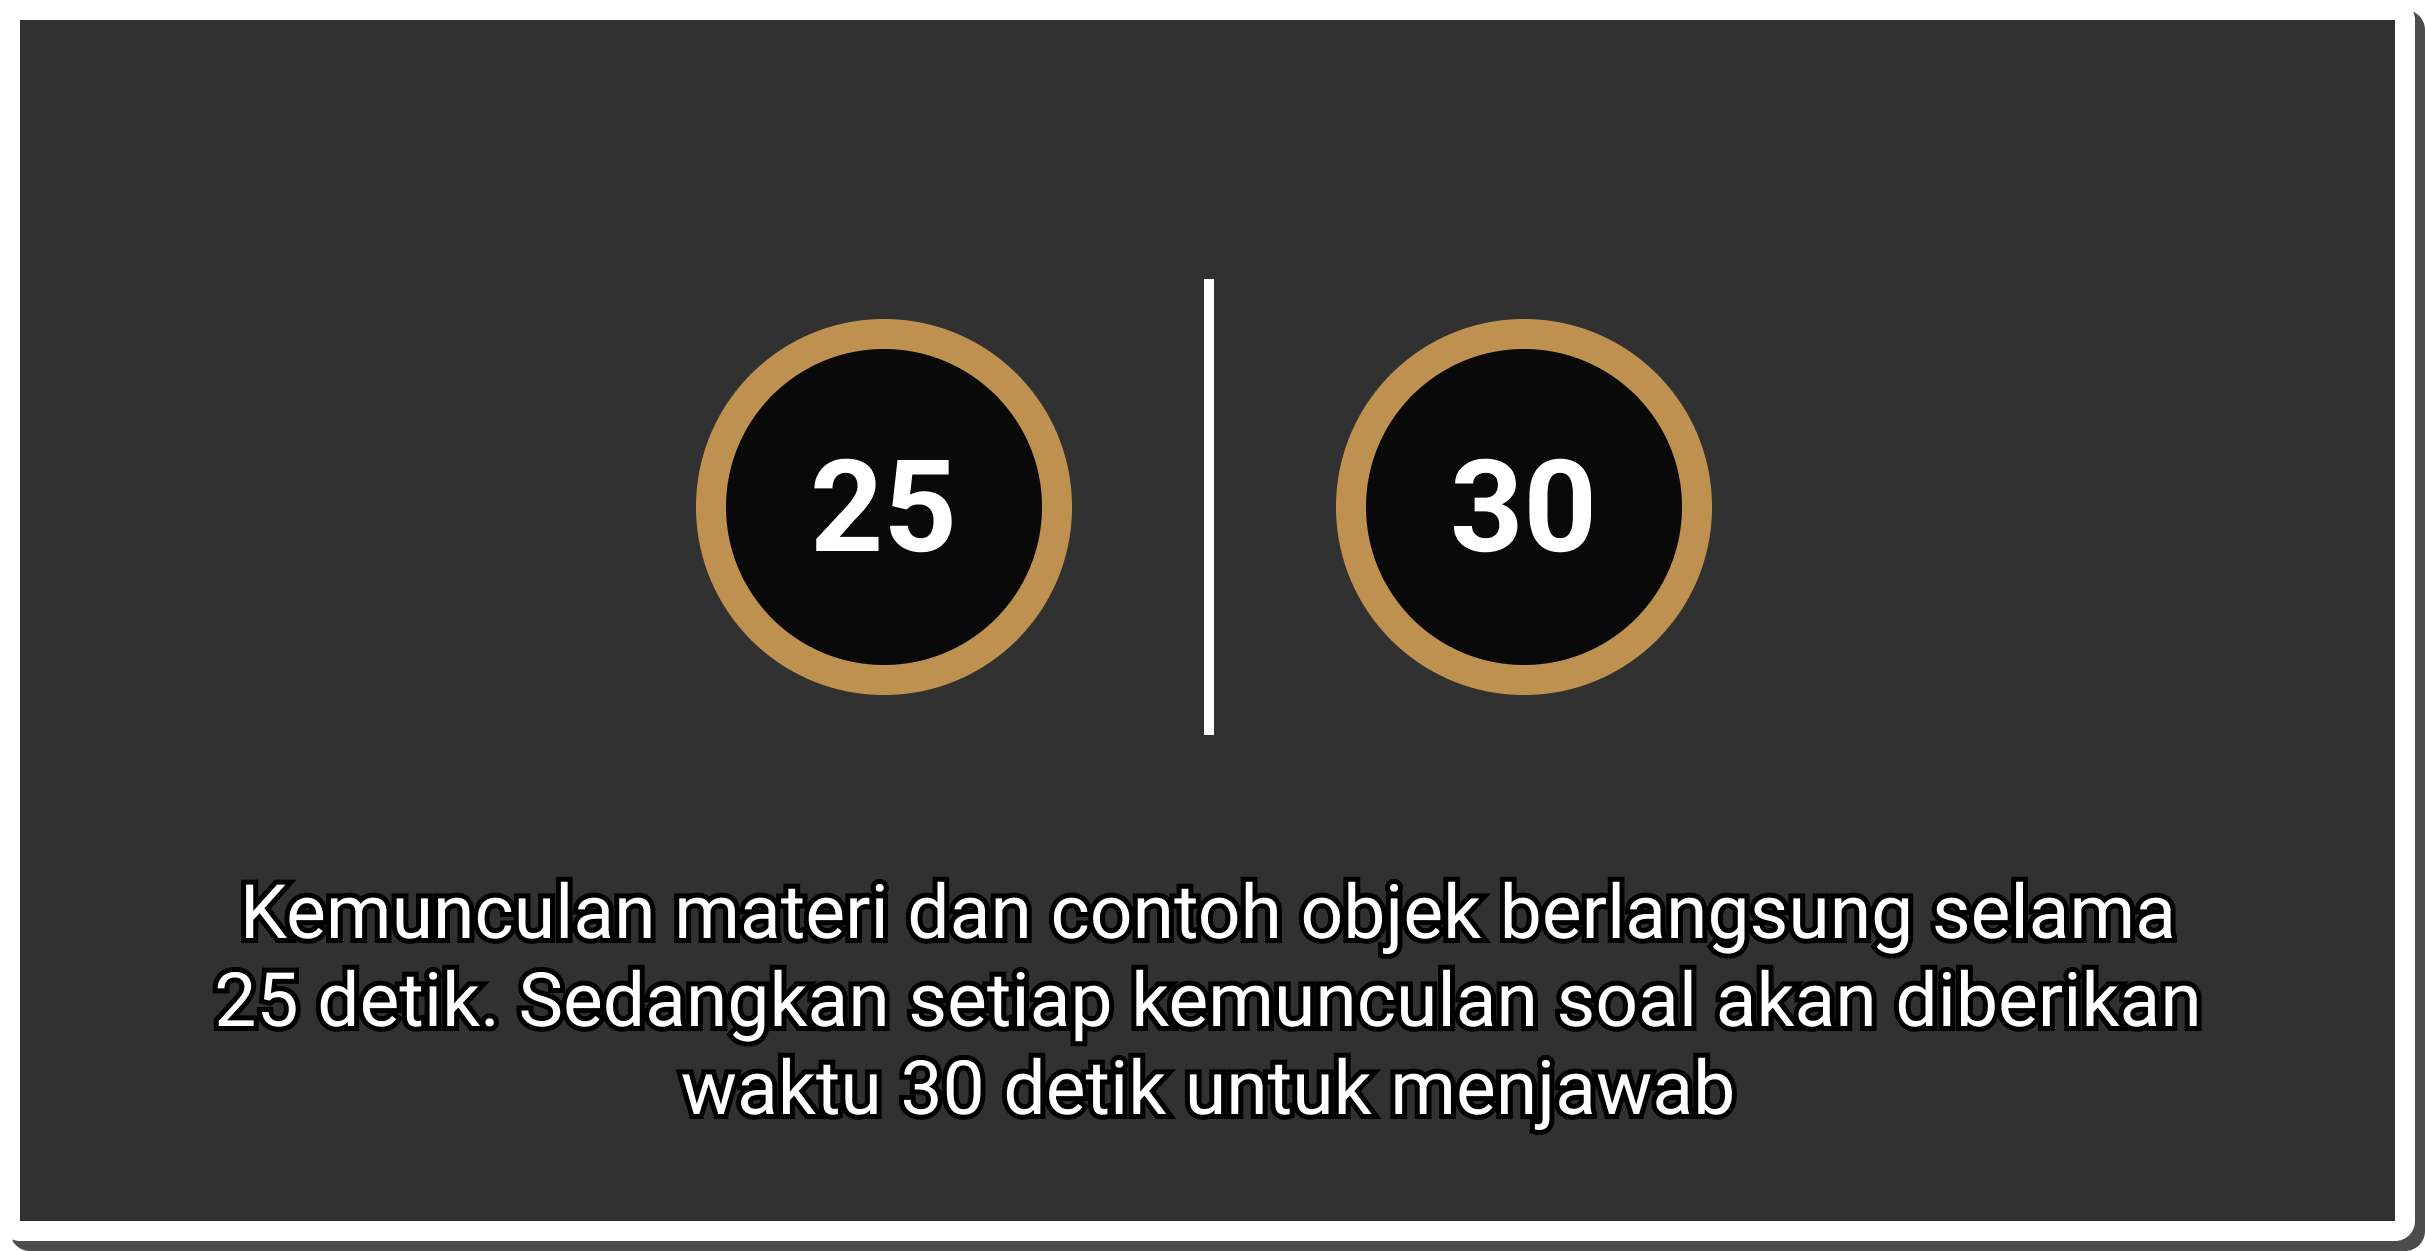 25
30
Kemunculan materi dan contoh objek berlangsung selama
25 detik. Sedangkan setiap kemunculan soal akan diberikan
waktu 30 detik untuk menjawab